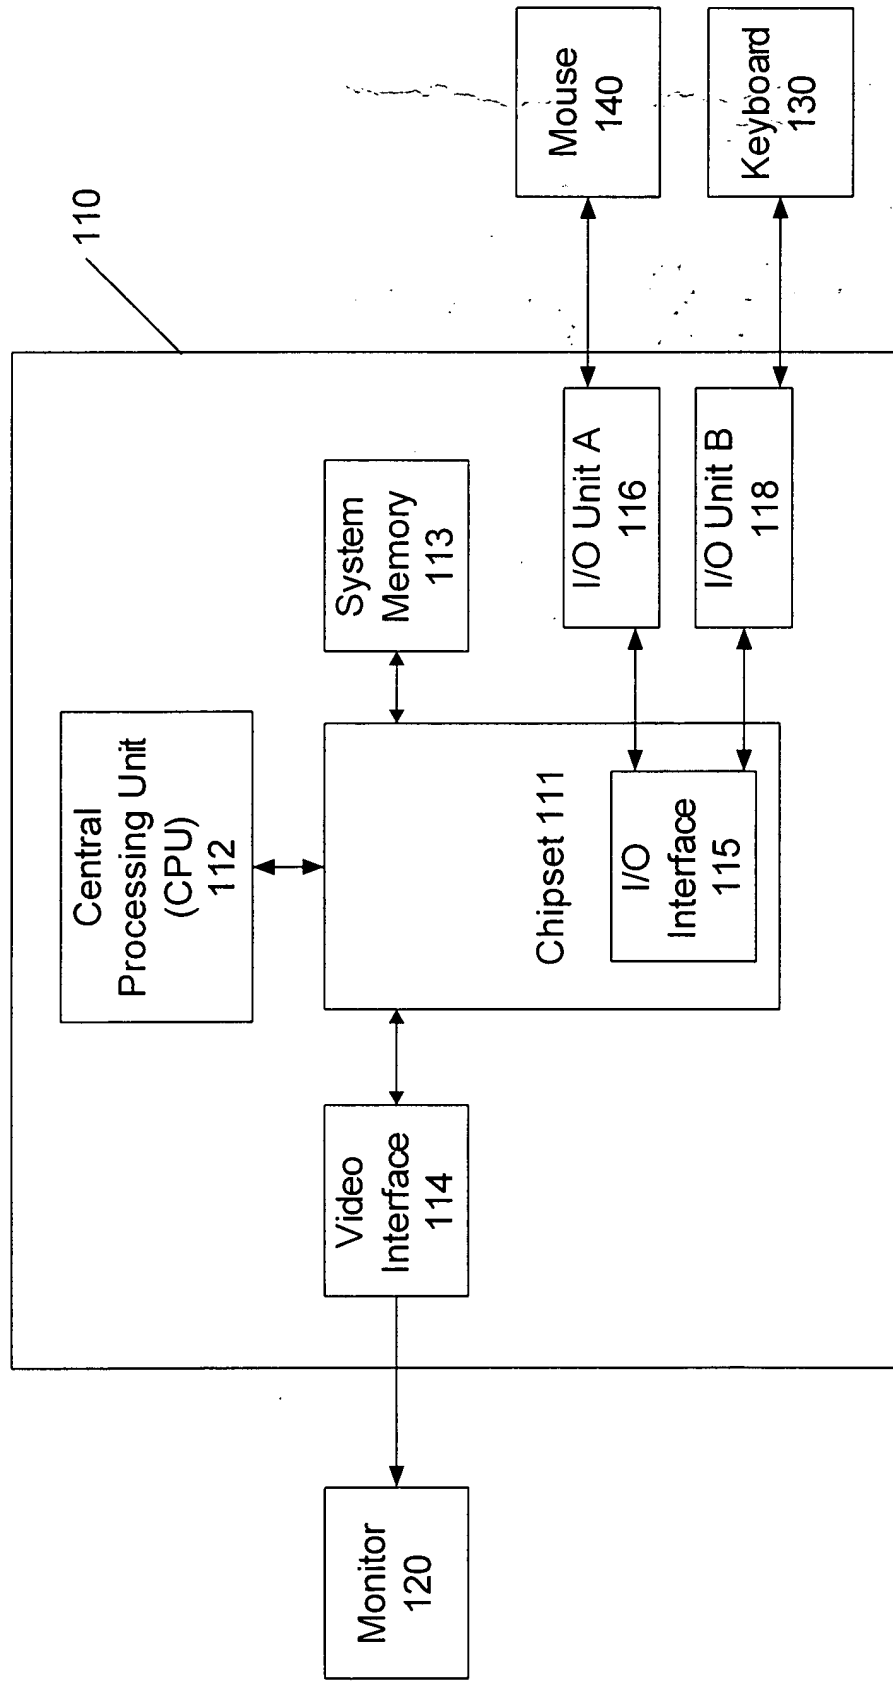 110
Central
Processing Unit
(CPU)
112
Monitor
120
Video
Interface
114
System
Memory
113
Chipset 111
I/O
Interface
115
I/O Unit A
116
Mouse
140
I/O Unit B
118
Keyboard
130